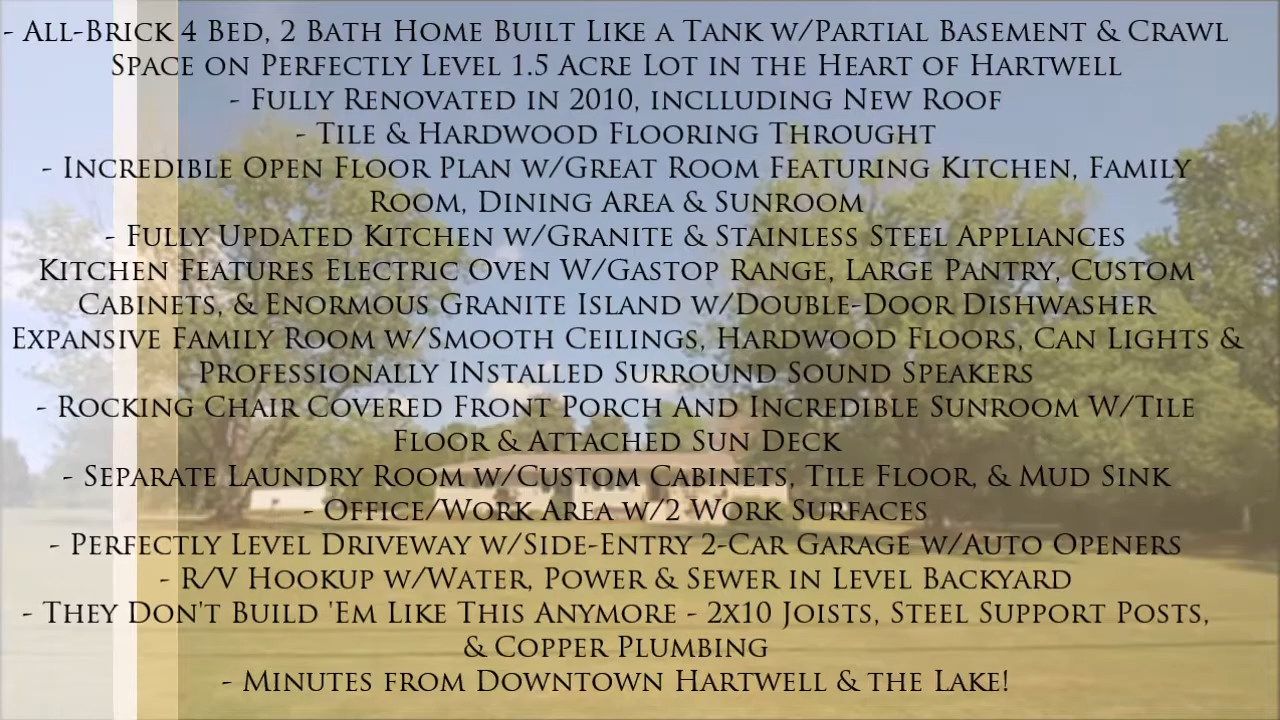 - All-Brick 4 Bed, 2 Bath Home Built Like a Tank w/Partial Basement & Crawl
Space on Perfectly Level 1.5 Acre Lot in the Heart of Hartwell
- Fully Renovated in 2010, inclluding New Roof
- Tile & Hardwood Flooring Throught
- Incredible Open Floor Plan w/Great Room Featuring Kitchen, Family
Room, Dining Area & Sunroom
- Fully Updated Kitchen w/Granite & Stainless Steel Appliances
Kitchen Features Electric Oven W/Gastop Range, Large Pantry, Custom
Cabinets, & Enormous Granite Island w/Double-Door Dishwasher
Expansive Family Room w/Smooth Ceilings, Hardwood Floors, Can Lights &
Professionally INstalled Surround Sound Speakers
- Rocking Chair Covered Front Porch And Incredible Sunroom W/Tile
Floor & Attached Sun Deck
- Separate Laundry Room w/Custom Cabinets, Tile Floor, & Mud Sink
- Office/Work Area w/2 Work Surfaces
- Perfectly Level Driveway w/Side-Entry 2-Car Garage w/Auto Openers
- R/V Hookup w/Water, Power & Sewer in Level Backyard
- They Don't Build 'Em Like This Anymore - 2x10 Joists, Steel Support Posts,
& Copper Plumbing
- Minutes from Downtown Hartwell & the Lake!